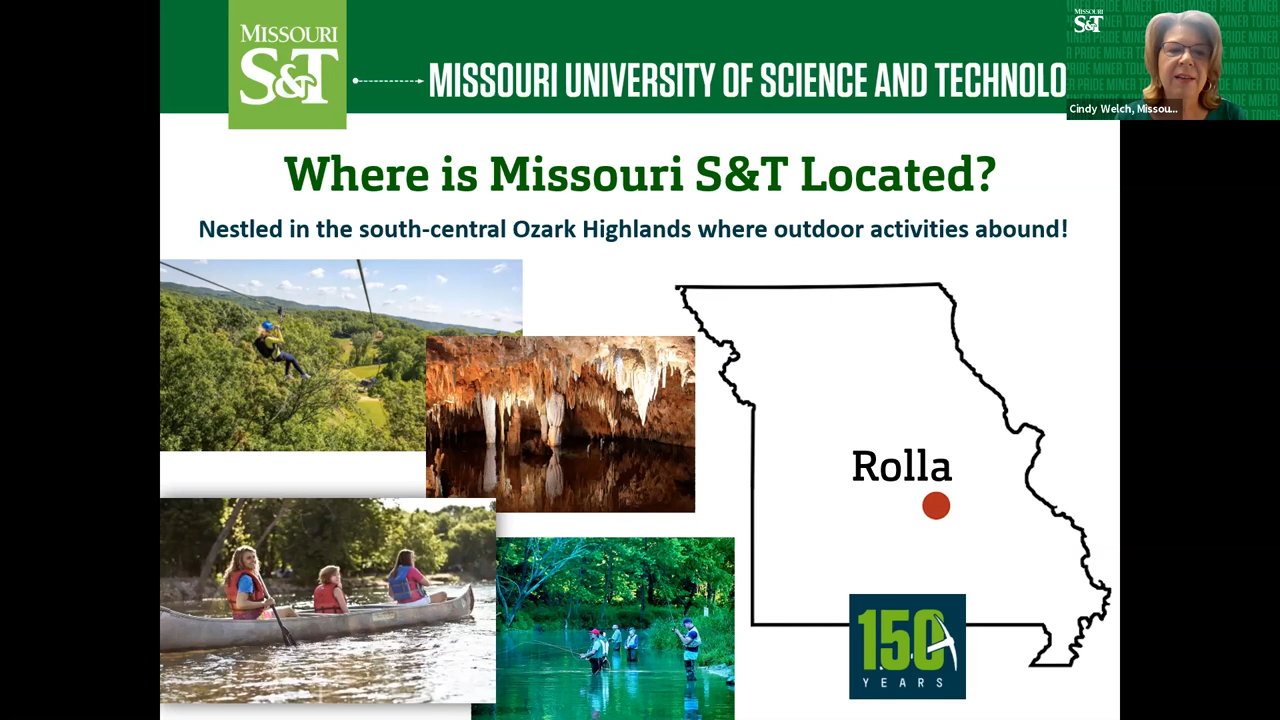 MISSOURI
S&T
MISSOURI UNIVERSITY OF SCIENCE AND TECHNOLO
MISSOURI
S&T
Cindy Welch, Missou...
Where is Missouri S&T Located?
Nestled in the south-central Ozark Highlands where outdoor activities abound!
Rolla
150
YEARS